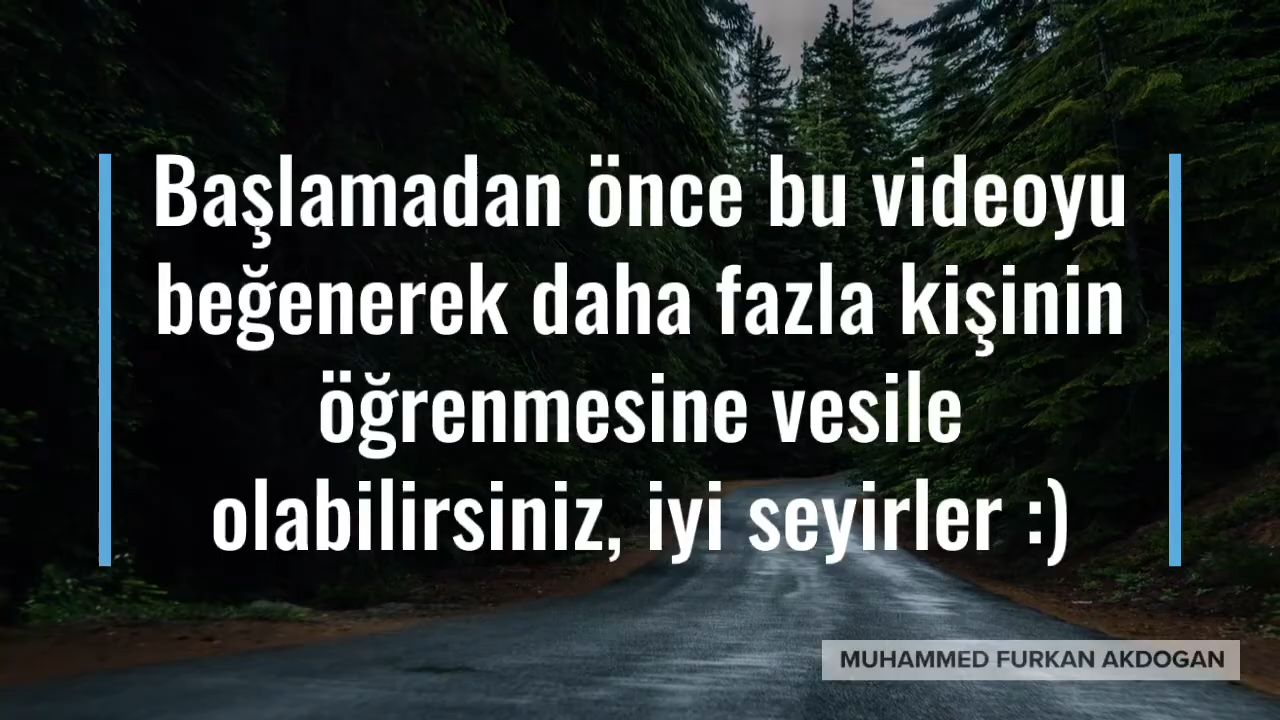 Başlamadan önce bu videoyu
beğenerek daha fazla kişinin
öğrenmesine vesile
olabilirsiniz, iyi seyirler :)
MUHAMMED FURKAN AKDOGAN